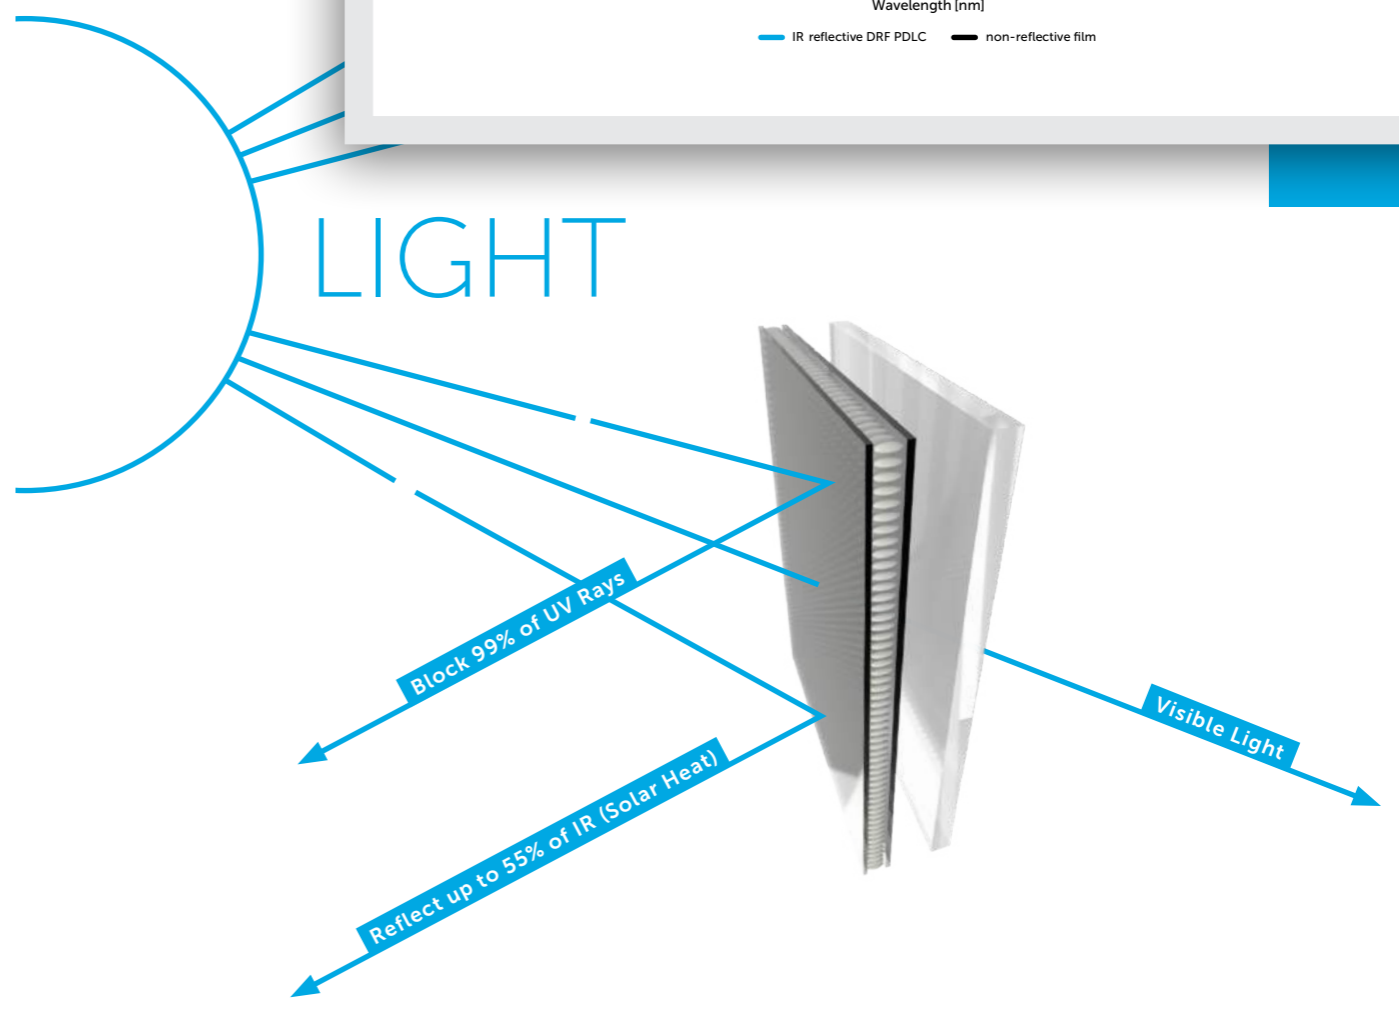 Wavelength [nm]
IR reflective DRF PDLC
non-reflective film
LIGHT
Block 99% of UV Rays
Visible Light
Reflect up to 55% of IR (Solar Heat)